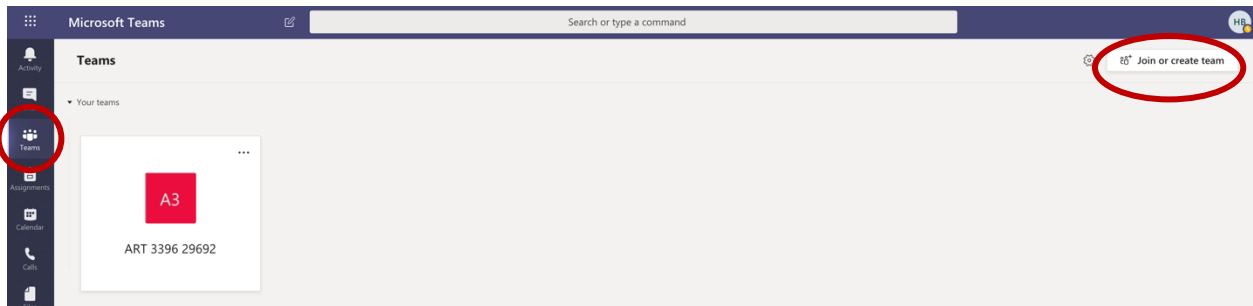 Microsoft Teams
Search or type a command
HB
Activity
Teams
Join or create team
Your teams
Teams
Assignments
A3
Calendar
ART 3396 29692
Calls